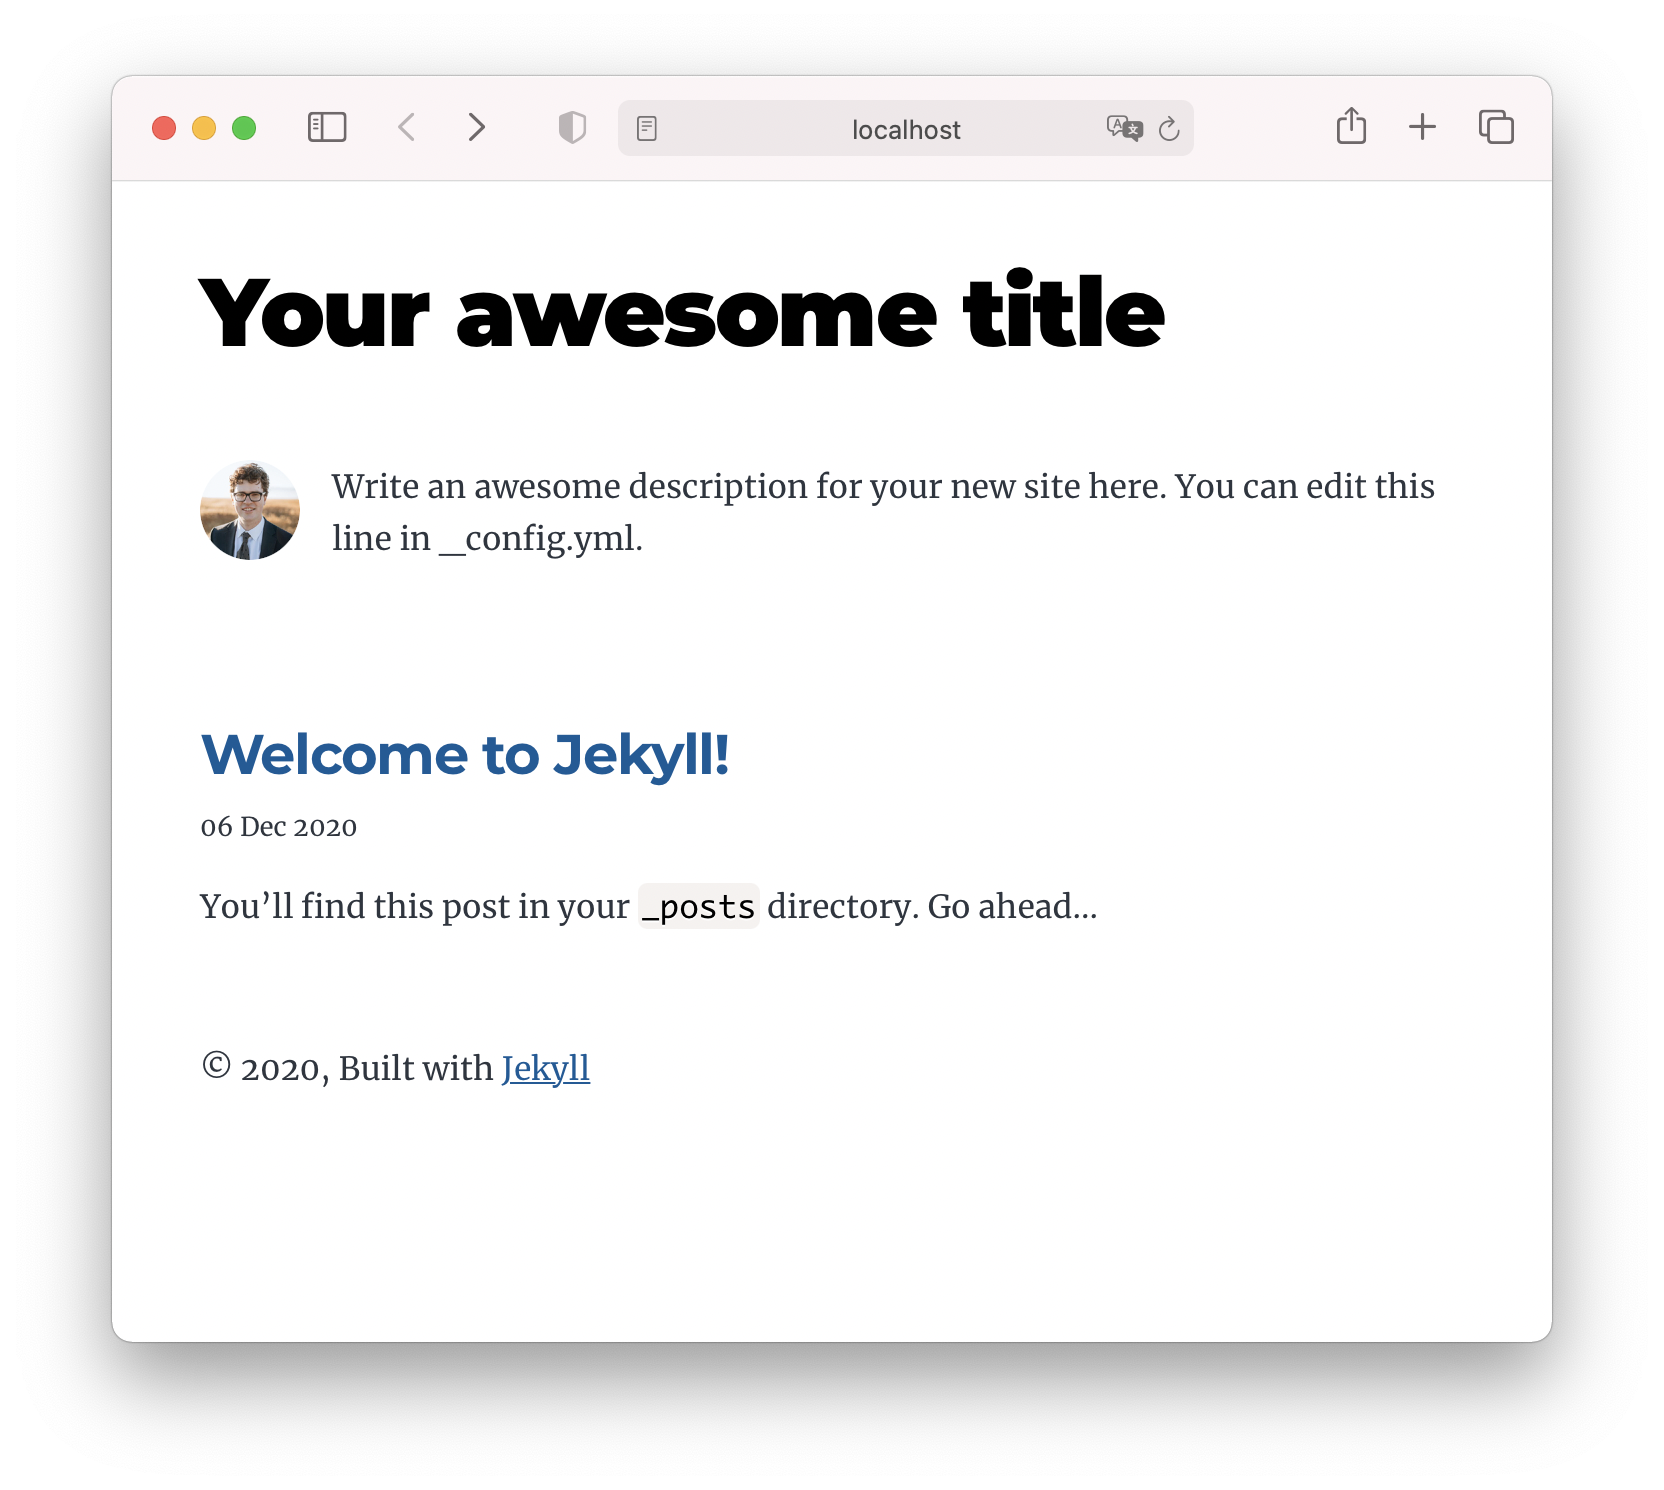 localhost
Your awesome title
Write an awesome description for your new site here. You can edit this
line in _config.yml.
Welcome to Jekyll!
06 Dec 2020
You’ll find this post in your _posts directory. Go ahead…
© 2020, Built with Jekyll